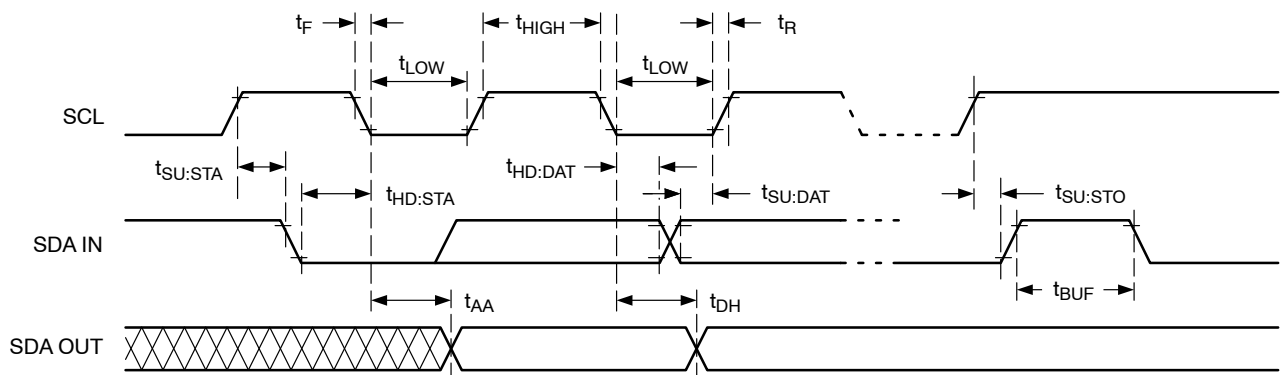 tF
tHIGH
tR
tLOW
tLOW
SCL
tSU:STA
tHD:STA
tHD:DAT
tSU:DAT
tSU:STO
SDA IN
tAA
tDH
tBUF
SDA OUT